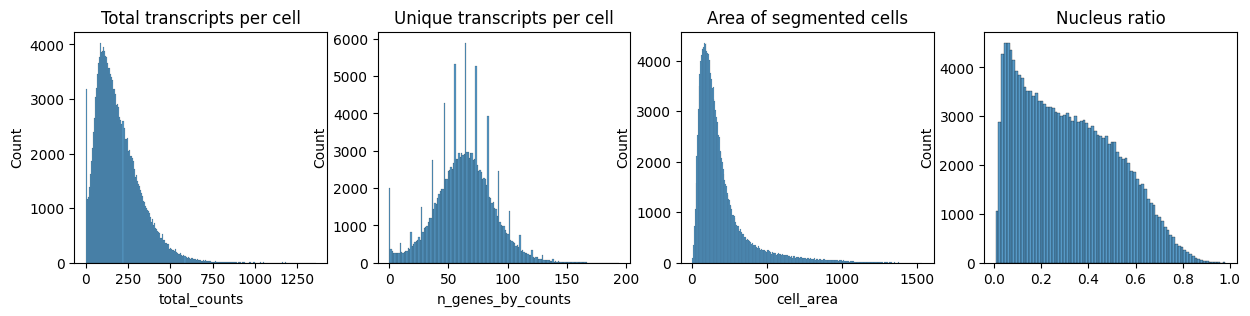 Total transcripts per cell
Count
4000
3000
2000
1000
0
0 250 500 750 1000 1250
total_counts
Unique transcripts per cell
Count
6000
5000
4000
3000
2000
1000
0
0 50 100 150 200
n_genes_by_counts
Area of segmented cells
Count
4000
3000
2000
1000
0
0 500 1000 1500
cell_area
Nucleus ratio
Count
4000
3000
2000
1000
0
0.0 0.2 0.4 0.6 0.8 1.0